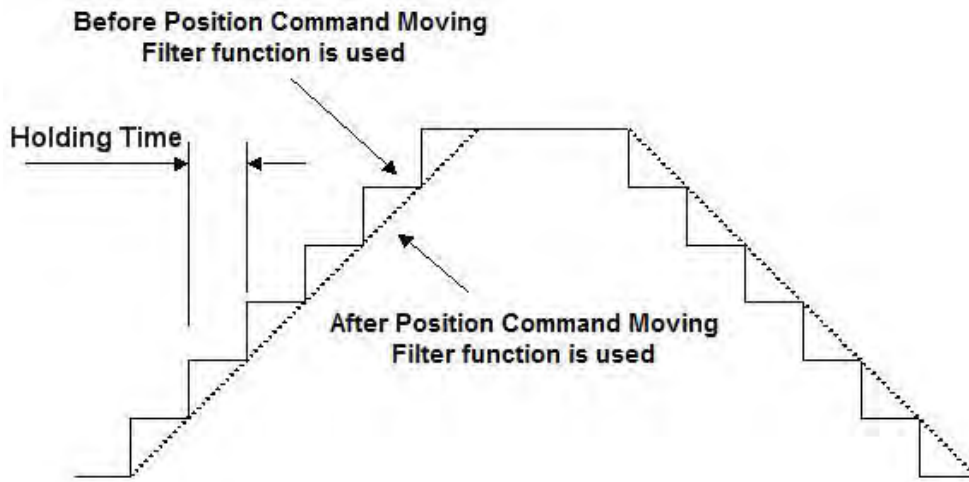 Before Position Command Moving
Filter function is used
Holding Time
After Position Command Moving
Filter function is used